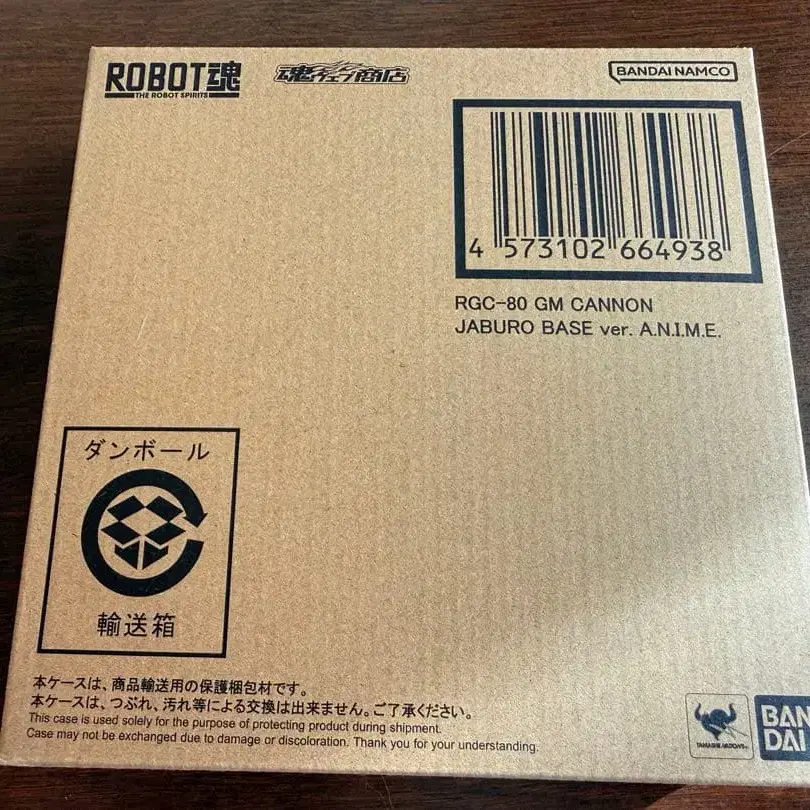 ROBOT魂
THE ROBOT SPIRITS
魂ウェブ商店
BANDAI NAMCO
4 573102 664938
RGC-80 GM CANNON
JABURO BASE ver. A.N.I.M.E.
ダンボール
輸送箱
本ケースは、商品輸送用の保護梱包材です。
本ケースは、つぶれ、汚れ等による交換は出来ません。ご了承ください。
This case is used solely for the purpose of protecting product during shipment.
Case may not be exchanged due to damage or discoloration. Thank you for your understanding.
TAMASHII NATIONS
BAN
DAI